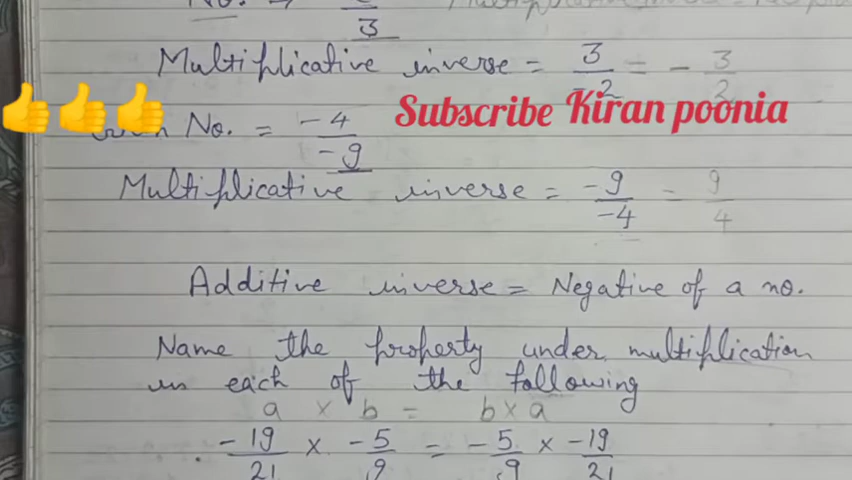 No. =
3
Multiplicative inverse = 3/-2 = - 3/2
Subscribe Kiran poonia
No. = -4/-9
Multiplicative inverse = -9/-4 = 9/4
Additive inverse = Negative of a no.
Name the property under multiplication
in each of the following
a × b = b × a
-19/21 × -5/9 = -5/9 × -19/21